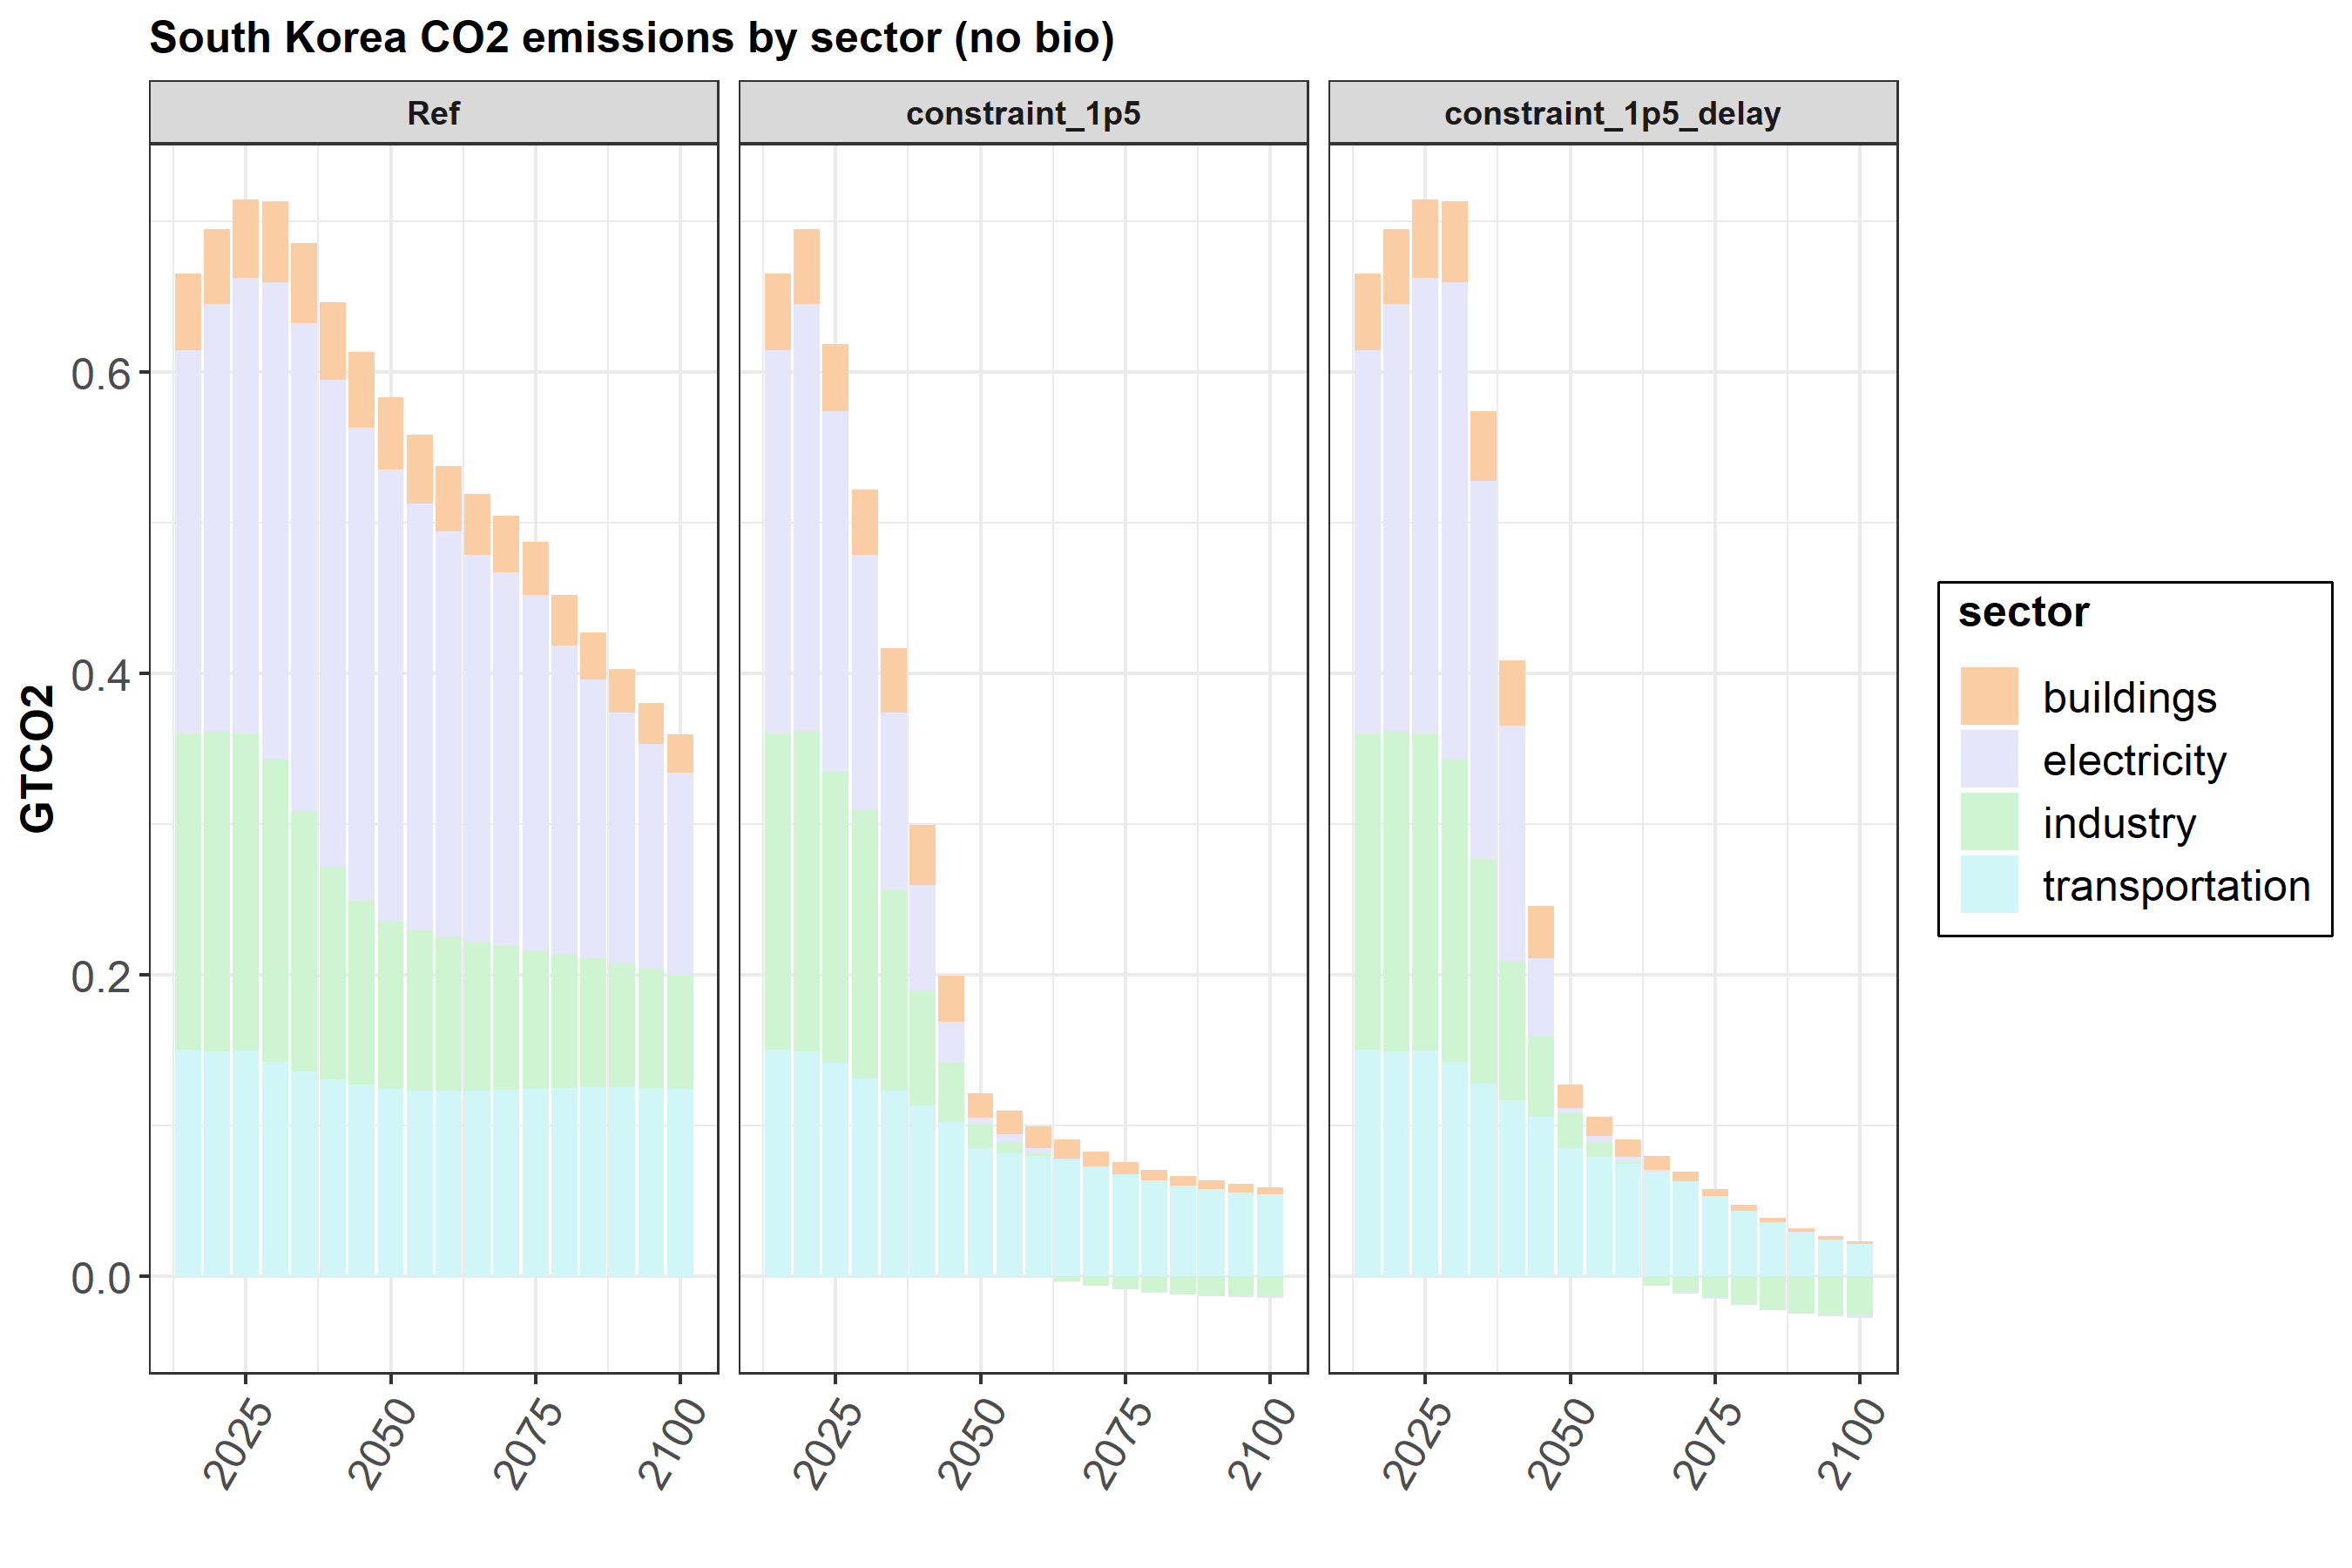 South Korea CO2 emissions by sector (no bio)
Ref
constraint_1p5
constraint_1p5_delay
GTCO2
0.6
0.4
0.2
0.0
2025
2050
2075
2100
2025
2050
2075
2100
2025
2050
2075
2100
sector
buildings
electricity
industry
transportation